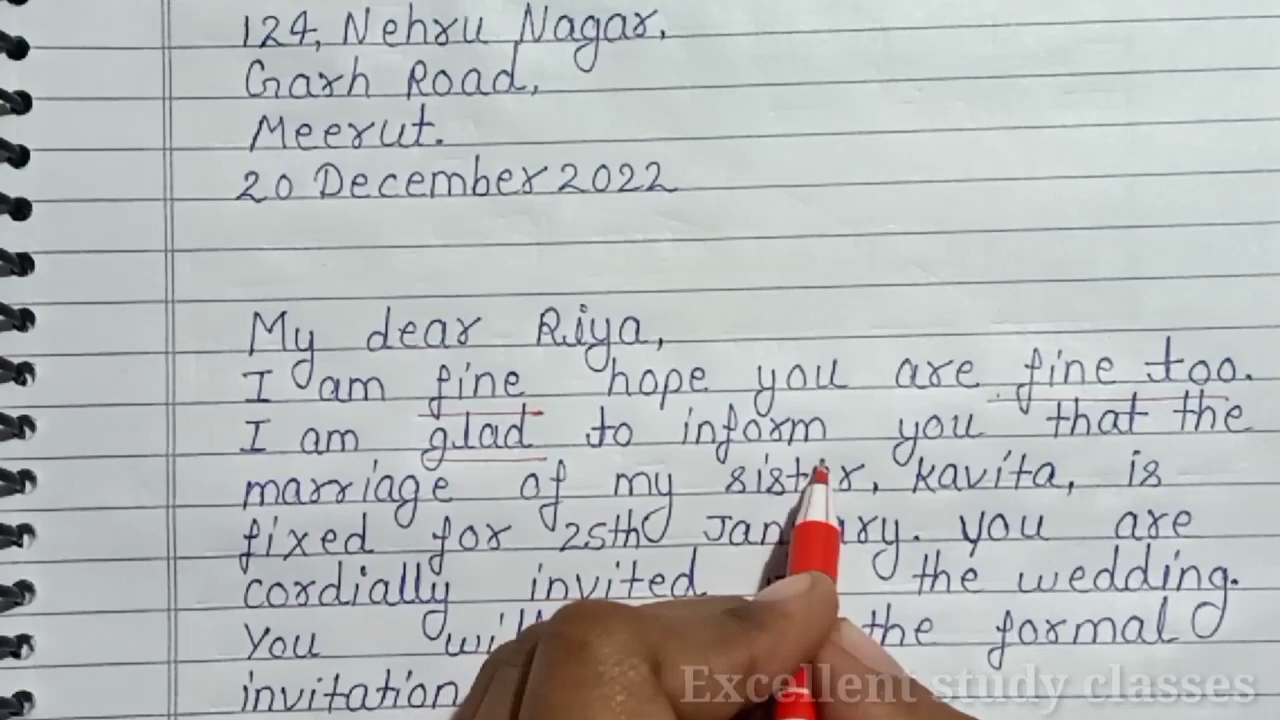 124, Nehru Nagar,
Garh Road,
Meerut.
20 December 2022
My dear Riya,
I am fine hope you are fine too.
I am glad to inform you that the
marriage of my sister, Kavita, is
fixed for 25th January. You are
cordially invited the wedding.
You will the formal
invitation
Excellent study classes